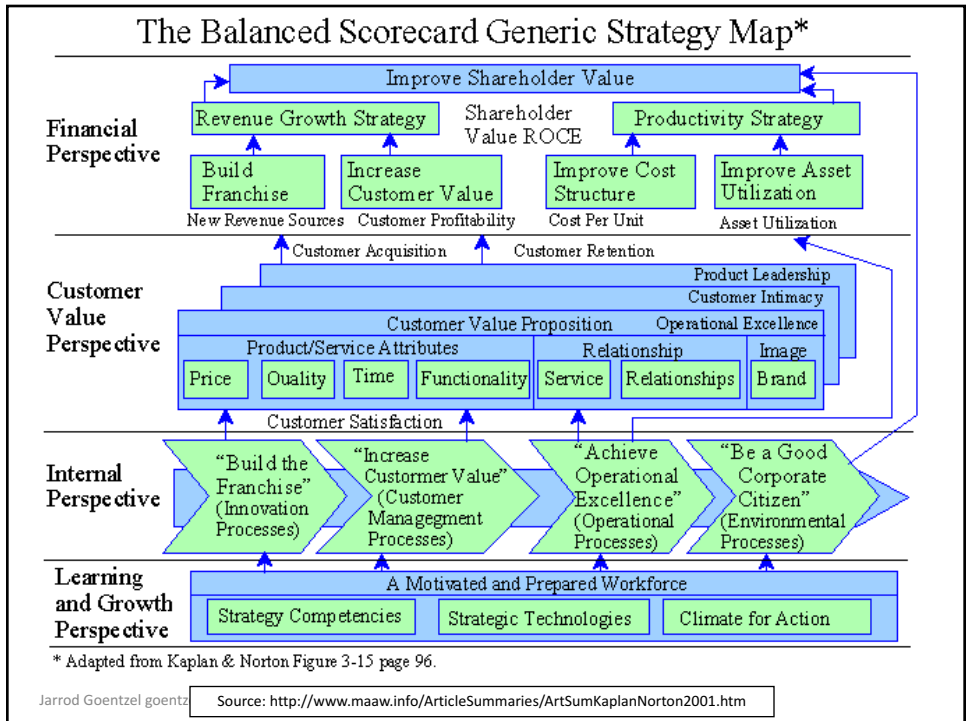 The Balanced Scorecard Generic Strategy Map*
Improve Shareholder Value
Financial
Perspective
Revenue Growth Strategy
Shareholder
Value ROCE
Productivity Strategy
Build
Franchise
Increase
Customer Value
Improve Cost
Structure
Improve Asset
Utilization
New Revenue Sources
Customer Profitability
Cost Per Unit
Asset Utilization
Customer Acquisition
Customer Retention
Customer
Value
Perspective
Product Leadership
Customer Intimacy
Customer Value Proposition
Operational Excellence
Product/Service Attributes
Relationship
Image
Price
Quality
Time
Functionality
Service
Relationships
Brand
Customer Satisfaction
Internal
Perspective
“Build the
Franchise”
(Innovation
Processes)
“Increase
Custormer Value”
(Customer
Managegment
Processes)
“Achieve
Operational
Excellence”
(Operational
Processes)
“Be a Good
Corporate
Citizen”
(Environmental
Processes)
Learning
and Growth
Perspective
A Motivated and Prepared Workforce
Strategy Competencies
Strategic Technologies
Climate for Action
* Adapted from Kaplan & Norton Figure 3-15 page 96.
Jarrod Goentzel goentz
Source: http://www.maaw.info/ArticleSummaries/ArtSumKaplanNorton2001.htm